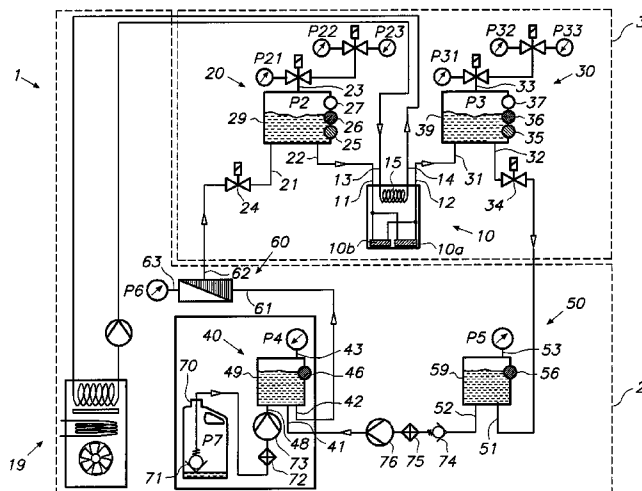 P22 P23 P32 P33 3
1 P21 P31
20 23 33 30
P2 27 P3 37
29 26 39 36
25 35
22 15 32
21 13 14 31
24 11 12 34
10
60 10b 10a
63 62
P6 61 50
P4 P5
40 43 53
70 49 46 59 56
42 52
P7 48 41
19 73 51
71 72 76 75 74
2